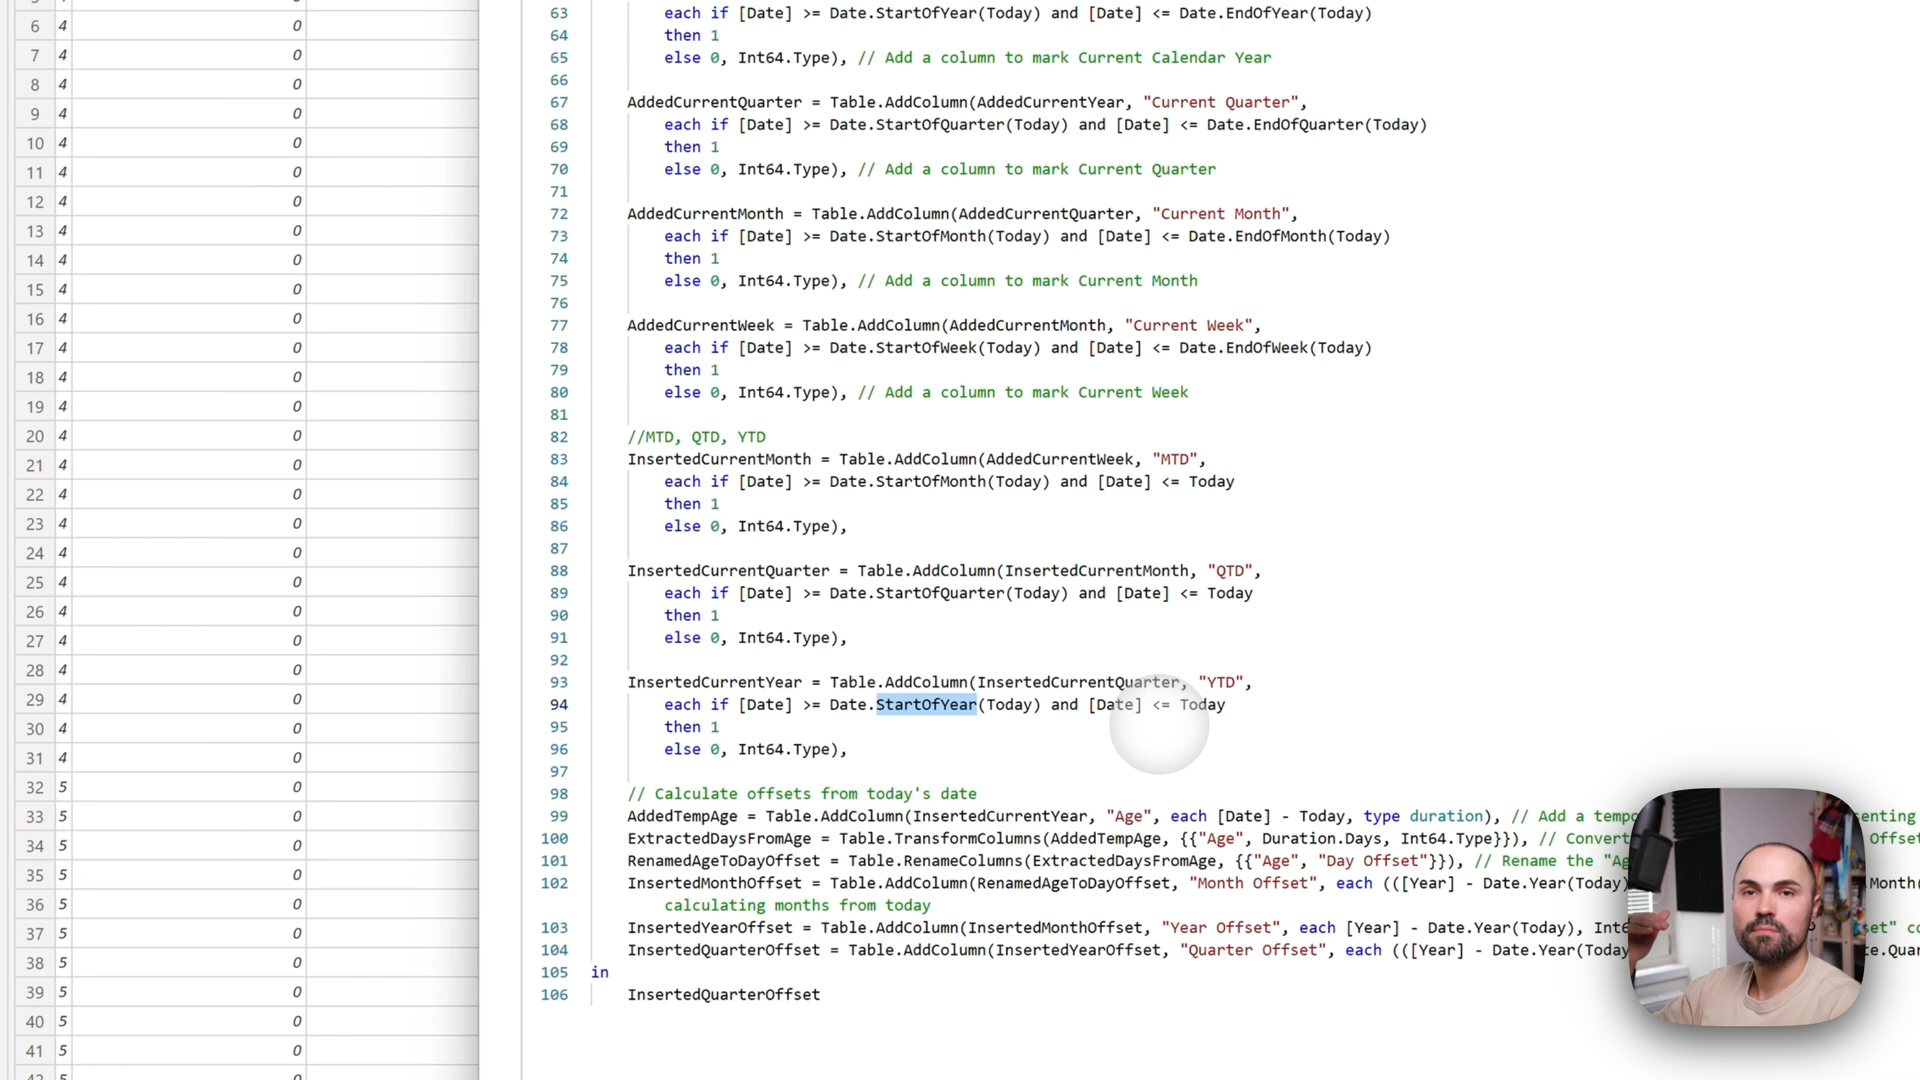 63 each if [Date] >= Date.StartOfYear(Today) and [Date] <= Date.EndOfYear(Today)
64 then 1
65 else 0, Int64.Type), // Add a column to mark Current Calendar Year
66
67 AddedCurrentQuarter = Table.AddColumn(AddedCurrentYear, "Current Quarter",
68 each if [Date] >= Date.StartOfQuarter(Today) and [Date] <= Date.EndOfQuarter(Today)
69 then 1
70 else 0, Int64.Type), // Add a column to mark Current Quarter
71
72 AddedCurrentMonth = Table.AddColumn(AddedCurrentQuarter, "Current Month",
73 each if [Date] >= Date.StartOfMonth(Today) and [Date] <= Date.EndOfMonth(Today)
74 then 1
75 else 0, Int64.Type), // Add a column to mark Current Month
76
77 AddedCurrentWeek = Table.AddColumn(AddedCurrentMonth, "Current Week",
78 each if [Date] >= Date.StartOfWeek(Today) and [Date] <= Date.EndOfWeek(Today)
79 then 1
80 else 0, Int64.Type), // Add a column to mark Current Week
81
82 //MTD, QTD, YTD
83 InsertedCurrentMonth = Table.AddColumn(AddedCurrentWeek, "MTD",
84 each if [Date] >= Date.StartOfMonth(Today) and [Date] <= Today
85 then 1
86 else 0, Int64.Type),
87
88 InsertedCurrentQuarter = Table.AddColumn(InsertedCurrentMonth, "QTD",
89 each if [Date] >= Date.StartOfQuarter(Today) and [Date] <= Today
90 then 1
91 else 0, Int64.Type),
92
93 InsertedCurrentYear = Table.AddColumn(InsertedCurrentQuarter, "YTD",
94 each if [Date] >= Date.StartOfYear(Today) and [Date] <= Today
95 then 1
96 else 0, Int64.Type),
97
98 // Calculate offsets from today's date
99 AddedTempAge = Table.AddColumn(InsertedCurrentYear, "Age", each [Date] - Today, type duration), // Add a
100 ExtractedDaysFromAge = Table.TransformColumns(AddedTempAge, {{"Age", Duration.Days, Int64.Type}}), // Offset
101 RenamedAgeToDayOffset = Table.RenameColumns(ExtractedDaysFromAge, {{"Age", "Day Offset"}}), // Rename the
102 InsertedMonthOffset = Table.AddColumn(RenamedAgeToDayOffset, "Month Offset", each (([Year] - Date.Year(Today)
calculating months from today
103 InsertedYearOffset = Table.AddColumn(InsertedMonthOffset, "Year Offset", each [Year] - Date.Year(Today),
104 InsertedQuarterOffset = Table.AddColumn(InsertedYearOffset, "Quarter Offset", each (([Year] - Date.Year(Today
105 in
106 InsertedQuarterOffset
6 4 0
7 4 0
8 4 0
9 4 0
10 4 0
11 4 0
12 4 0
13 4 0
14 4 0
15 4 0
16 4 0
17 4 0
18 4 0
19 4 0
20 4 0
21 4 0
22 4 0
23 4 0
24 4 0
25 4 0
26 4 0
27 4 0
28 4 0
29 4 0
30 4 0
31 4 0
32 5 0
33 5 0
34 5 0
35 5 0
36 5 0
37 5 0
38 5 0
39 5 0
40 5 0
41 5 0